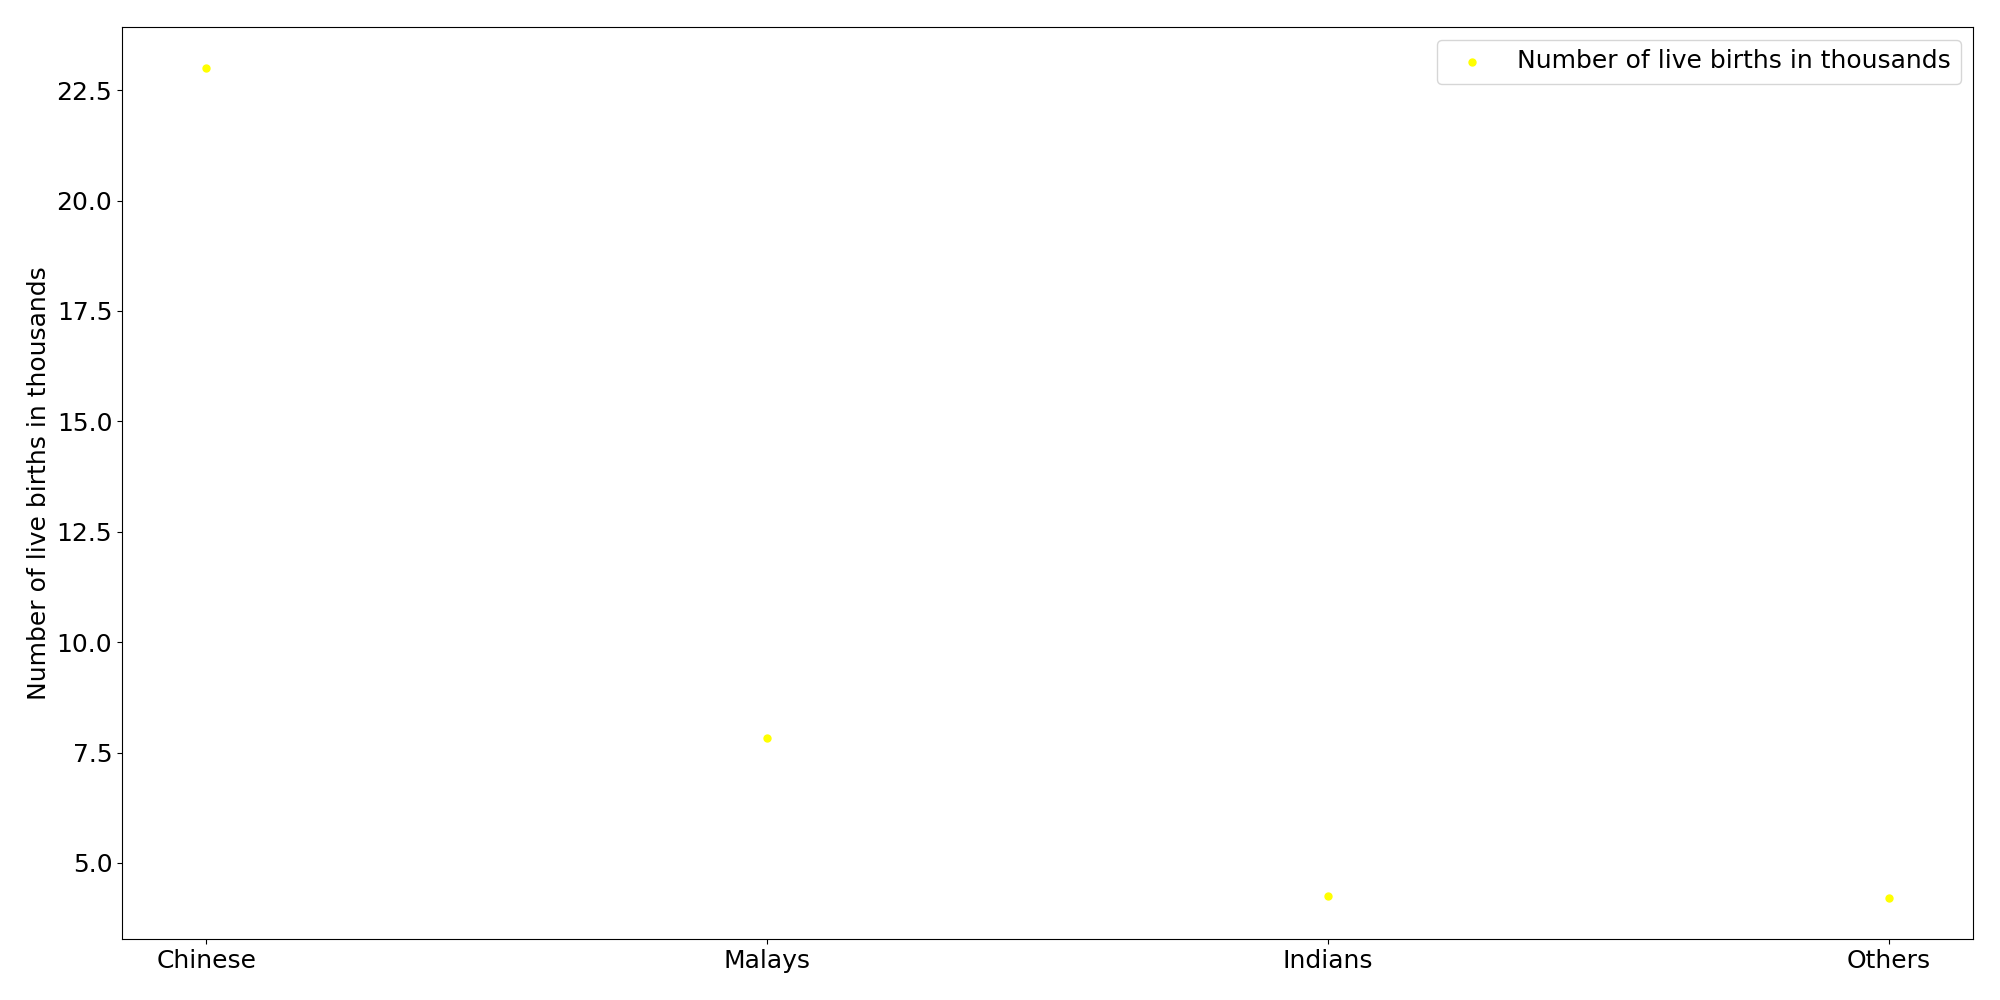 Number of live births in thousands
22.5
20.0
17.5
15.0
12.5
10.0
7.5
5.0
Number of live births in thousands
Chinese
Malays
Indians
Others